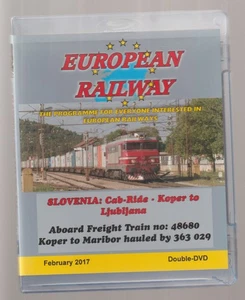 EUROPEAN
RAILWAY
THE PROGRAMME FOR EVERYONE INTERESTED IN
EUROPEAN RAILWAYS
SLOVENIA: Cab-Ride - Koper to
Ljubljana
Aboard Freight Train no: 48680
Koper to Maribor hauled by 363 029
February 2017
Double-DVD